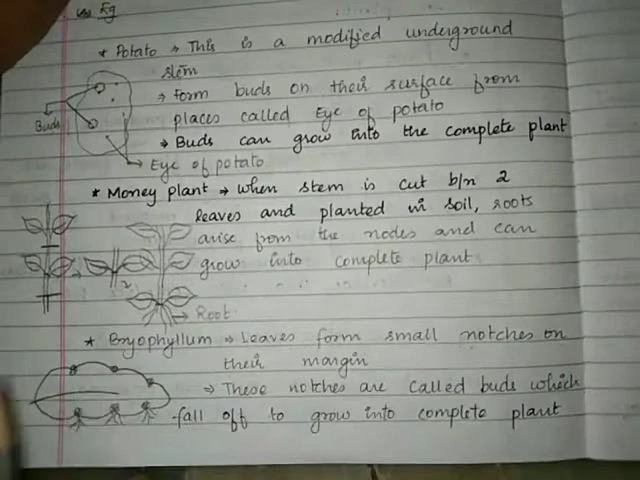 Eg
* Potato → This is a modified underground
stem
→ form buds on their surface from
places called Eye of potato
Buds
→ Buds can grow into the complete plant
→ Eye of potato
* Money plant → when stem is cut b/n 2
leaves and planted in soil, roots
arise from the nodes and can
grow into complete plant
→ Root
* Bryophyllum → Leaves form small notches on
their margin
→ These notches are called buds which
fall off to grow into complete plant